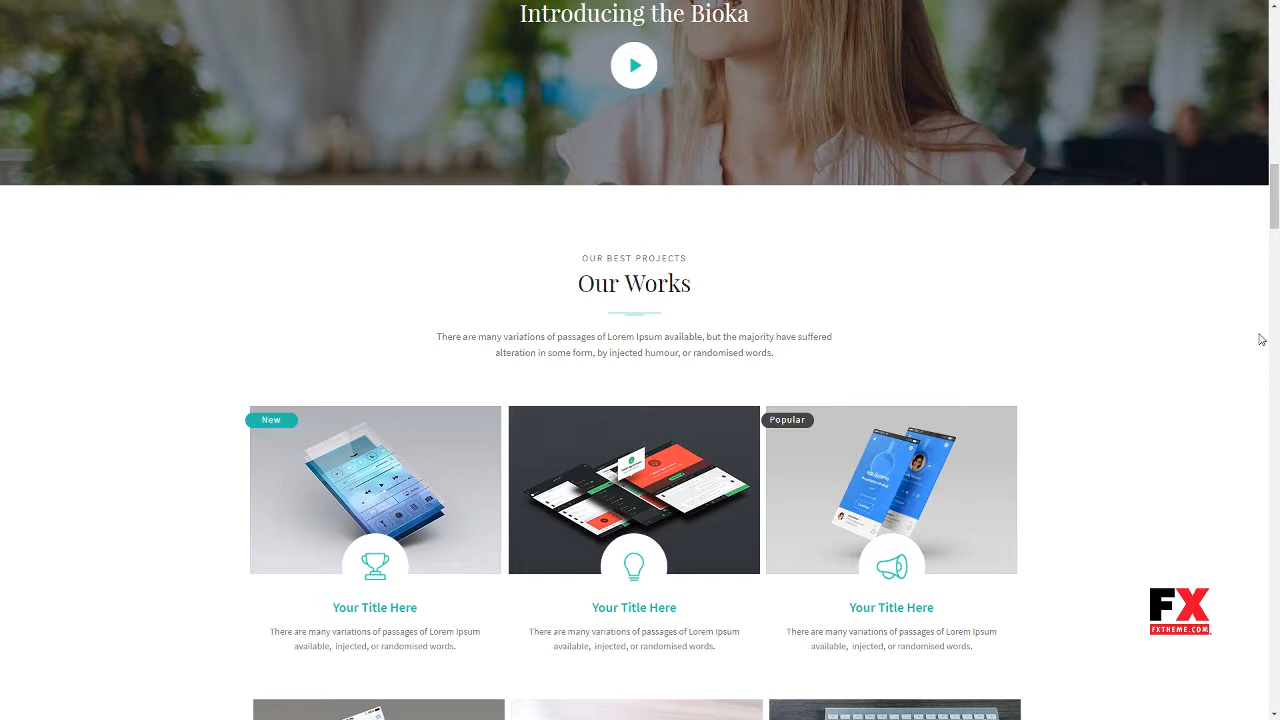 Introducing the Bioka
OUR BEST PROJECTS
Our Works
There are many variations of passages of Lorem Ipsum available, but the majority have suffered
alteration in some form, by injected humour, or randomised words.
New
Popular
Your Title Here
There are many variations of passages of Lorem Ipsum
available, injected, or randomised words.
Your Title Here
There are many variations of passages of Lorem Ipsum
available, injected, or randomised words.
Your Title Here
There are many variations of passages of Lorem Ipsum
available, injected, or randomised words.
FX
FXTHEME.COM